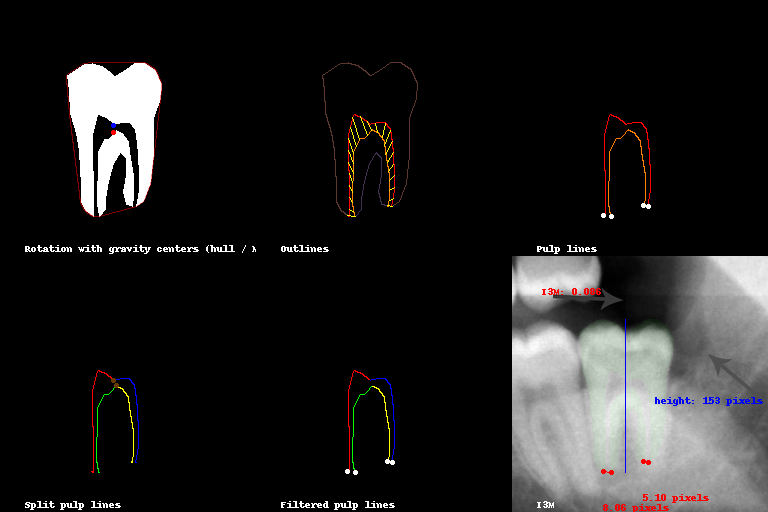 Rotation with gravity centers (hull /
Outlines
Pulp lines
I3M: 0.086
height: 153 pixels
5.10 pixels
8.06 pixels
Split pulp lines
Filtered pulp lines
I3M